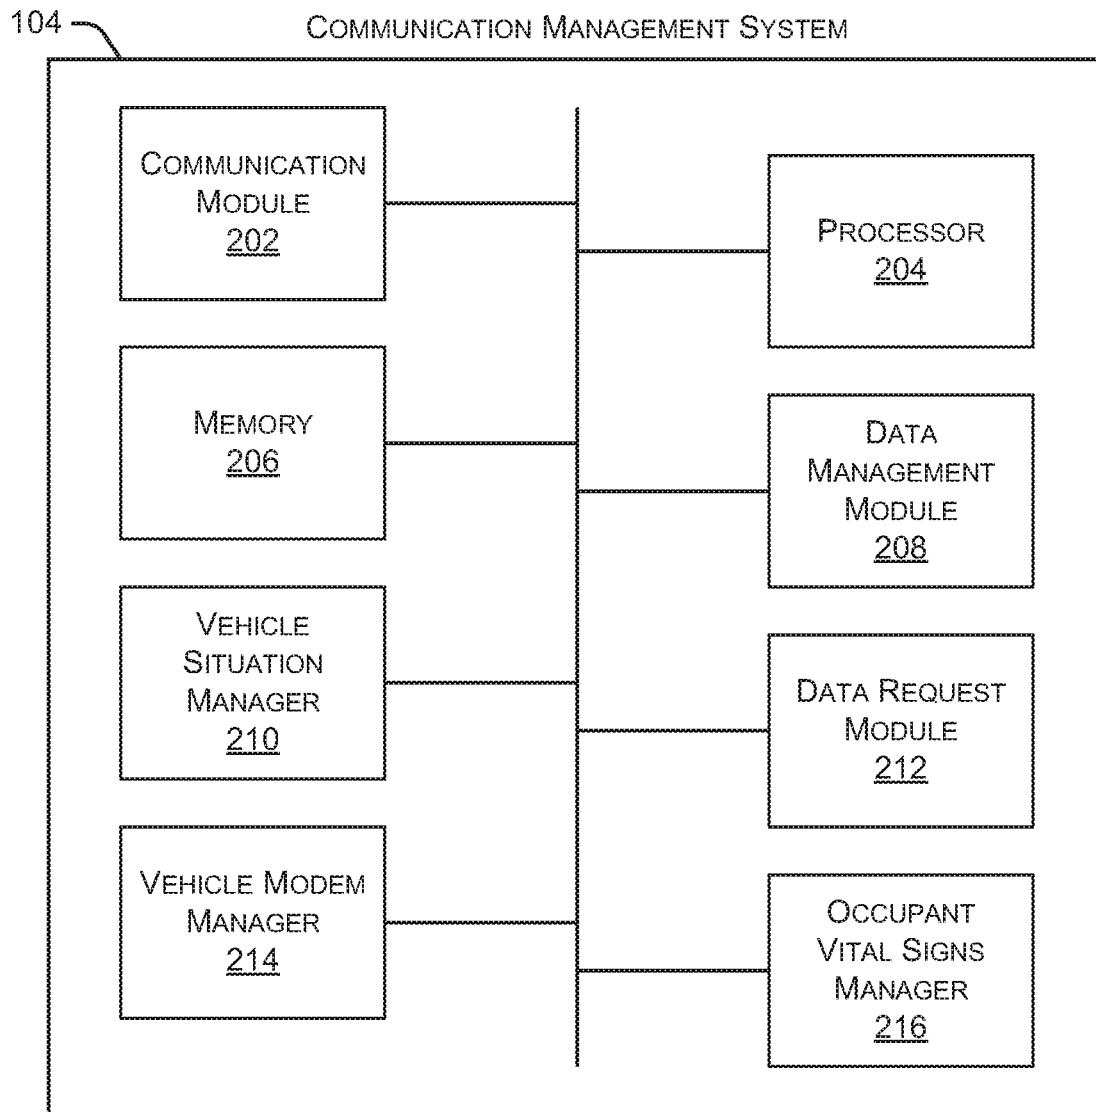 104
COMMUNICATION MANAGEMENT SYSTEM
COMMUNICATION
MODULE
202
PROCESSOR
204
MEMORY
206
DATA
MANAGEMENT
MODULE
208
VEHICLE
SITUATION
MANAGER
210
DATA REQUEST
MODULE
212
VEHICLE MODEM
MANAGER
214
OCCUPANT
VITAL SIGNS
MANAGER
216